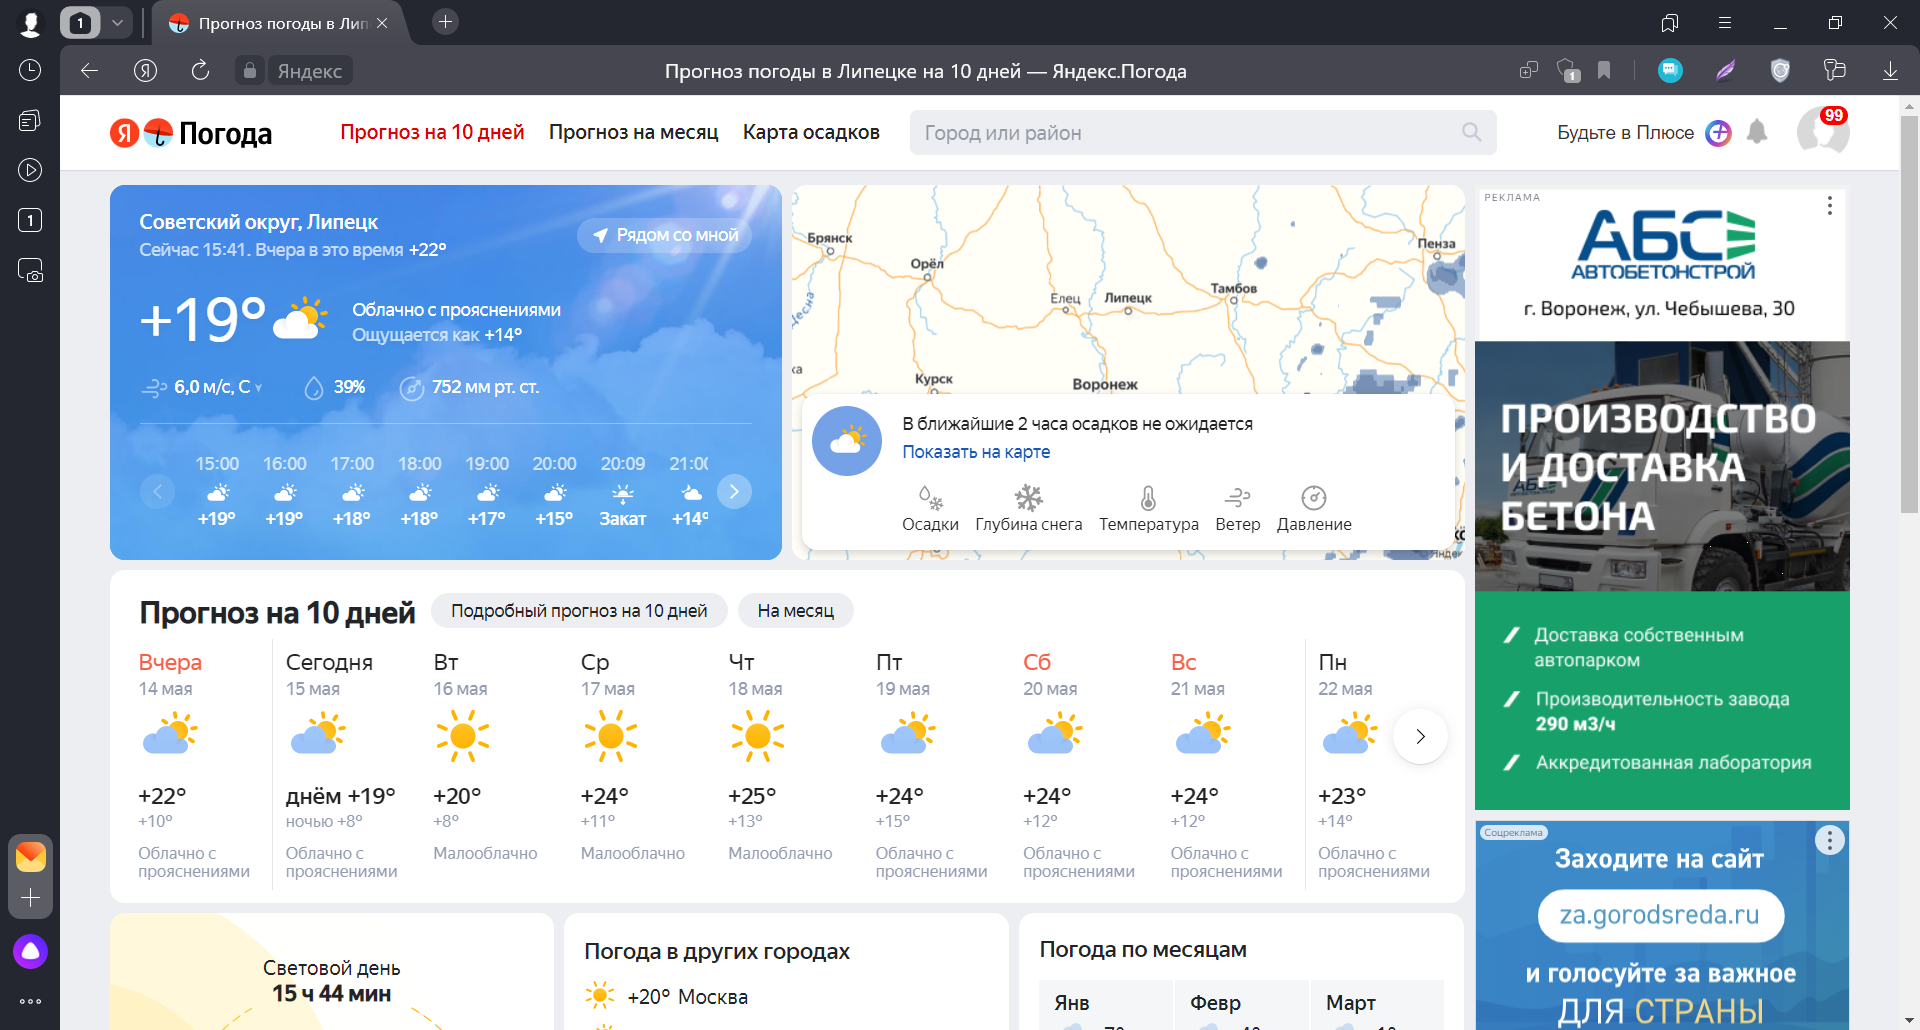 1
Прогноз погоды в Лип
Яндекс
Прогноз погоды в Липецке на 10 дней — Яндекс.Погода
1
1
Я Погода
Прогноз на 10 дней
Прогноз на месяц
Карта осадков
Город или район
Будьте в Плюсе
99
Советский округ, Липецк
Сейчас 15:41. Вчера в это время +22°
Рядом со мной
+19°
Облачно с прояснениями
Ощущается как +14°
6,0 м/с, С
39%
752 мм рт. ст.
15:00 16:00 17:00 18:00 19:00 20:00 20:09 21:00
+19° +19° +18° +18° +17° +15° Закат +14°
Брянск
Орёл
Елец
Липецк
Тамбов
Пенза
Десна
Курск
Воронеж
В ближайшие 2 часа осадков не ожидается
Показать на карте
Осадки
Глубина снега
Температура
Ветер
Давление
РЕКЛАМА
АБС
АВТОБЕТОНСТРОЙ
г. Воронеж, ул. Чебышева, 30
ПРОИЗВОДСТВО
И ДОСТАВКА
БЕТОНА
Доставка собственным
автопарком
Производительность завода
290 м3/ч
Аккредитованная лаборатория
Прогноз на 10 дней
Подробный прогноз на 10 дней
На месяц
Вчера
14 мая
+22°
+10°
Облачно с
прояснениями
Сегодня
15 мая
днём +19°
ночью +8°
Облачно с
прояснениями
Вт
16 мая
+20°
+8°
Малооблачно
Ср
17 мая
+24°
+11°
Малооблачно
Чт
18 мая
+25°
+13°
Малооблачно
Пт
19 мая
+24°
+15°
Облачно с
прояснениями
Сб
20 мая
+24°
+12°
Облачно с
прояснениями
Вс
21 мая
+24°
+12°
Облачно с
прояснениями
Пн
22 мая
+23°
+14°
Облачно с
прояснениями
Световой день
15 ч 44 мин
Погода в других городах
+20° Москва
Погода по месяцам
Янв
Февр
Март
Соцреклама
Заходите на сайт
za.gorodsreda.ru
и голосуйте за важное
ДЛЯ СТРАНЫ